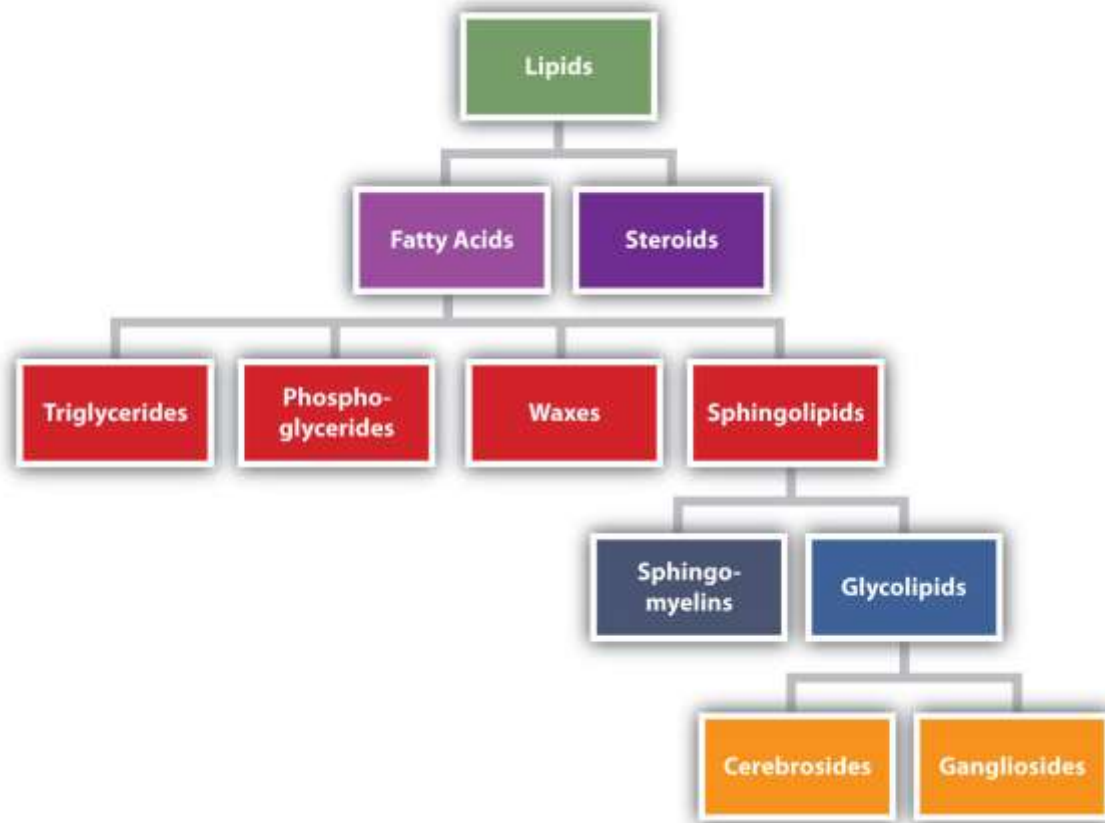 Lipids
Fatty Acids
Steroids
Triglycerides
Phospho-
glycerides
Waxes
Sphingolipids
Sphingo-
myelins
Glycolipids
Cerebrosides
Gangliosides